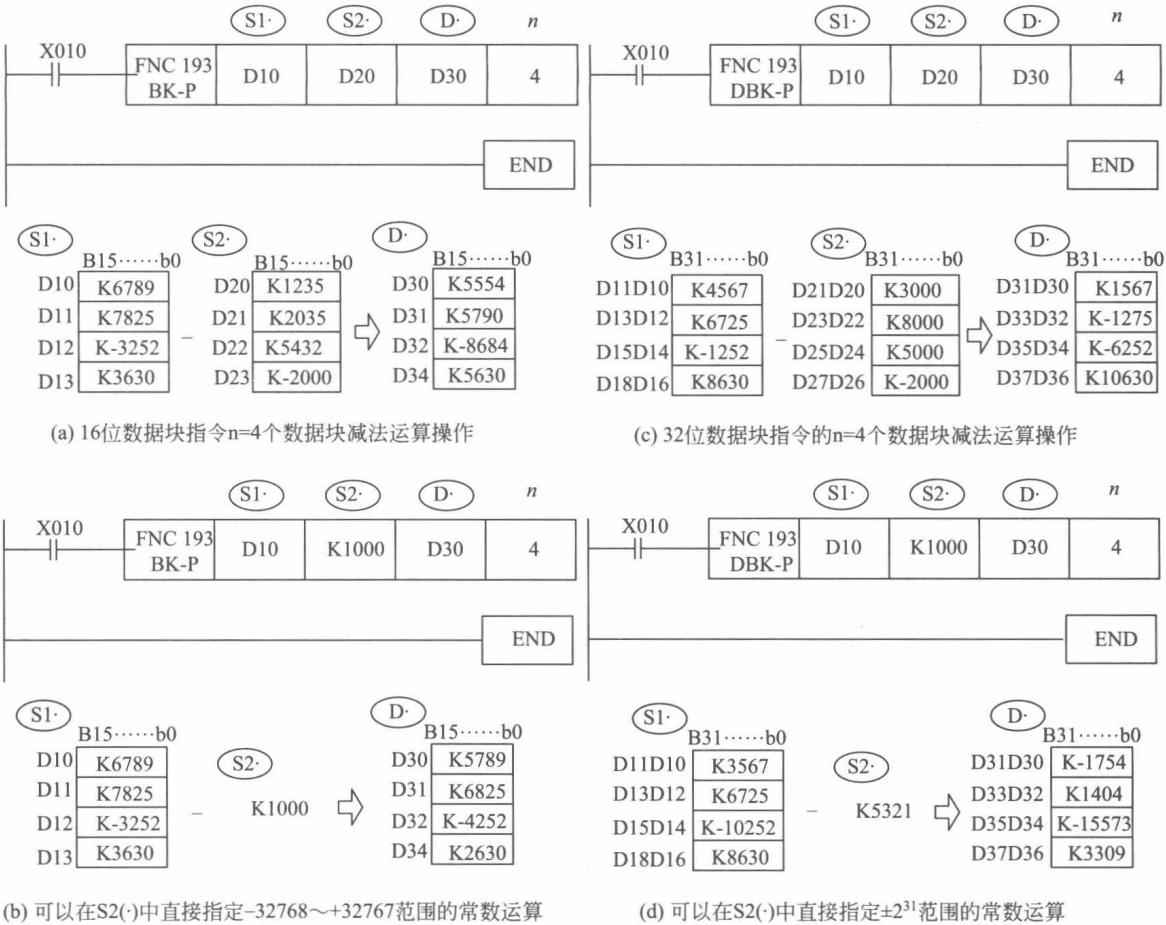 S1· S2· D· n
X010
FNC 193 BK-P D10 D20 D30 4
END
S1· S2· D·
B15……b0 B15……b0 B15……b0
D10 K6789 D20 K1235 D30 K5554
D11 K7825 D21 K2035 D31 K5790
D12 K-3252 − D22 K5432 D32 K-8684
D13 K3630 D23 K-2000 D34 K5630
(a) 16位数据块指令n=4个数据块减法运算操作
S1· S2· D· n
X010
FNC 193 DBK-P D10 D20 D30 4
END
S1· S2· D·
B31……b0 B31……b0 B31……b0
D11D10 K4567 D21D20 K3000 D31D30 K1567
D13D12 K6725 D23D22 K8000 D33D32 K-1275
D15D14 K-1252 − D25D24 K5000 D35D34 K-6252
D18D16 K8630 D27D26 K-2000 D37D36 K10630
(c) 32位数据块指令的n=4个数据块减法运算操作
S1· S2· D· n
X010
FNC 193 BK-P D10 K1000 D30 4
END
S1· S2· D·
B15……b0 B15……b0
D10 K6789 D30 K5789
D11 K7825 − K1000 D31 K6825
D12 K-3252 D32 K-4252
D13 K3630 D34 K2630
(b) 可以在S2(·)中直接指定−32768～+32767范围的常数运算
S1· S2· D· n
X010
FNC 193 DBK-P D10 K1000 D30 4
END
S1· S2· D·
B31……b0 B31……b0
D11D10 K3567 D31D30 K-1754
D13D12 K6725 − K5321 D33D32 K1404
D15D14 K-10252 D35D34 K-15573
D18D16 K8630 D37D36 K3309
(d) 可以在S2(·)中直接指定±2³¹范围的常数运算